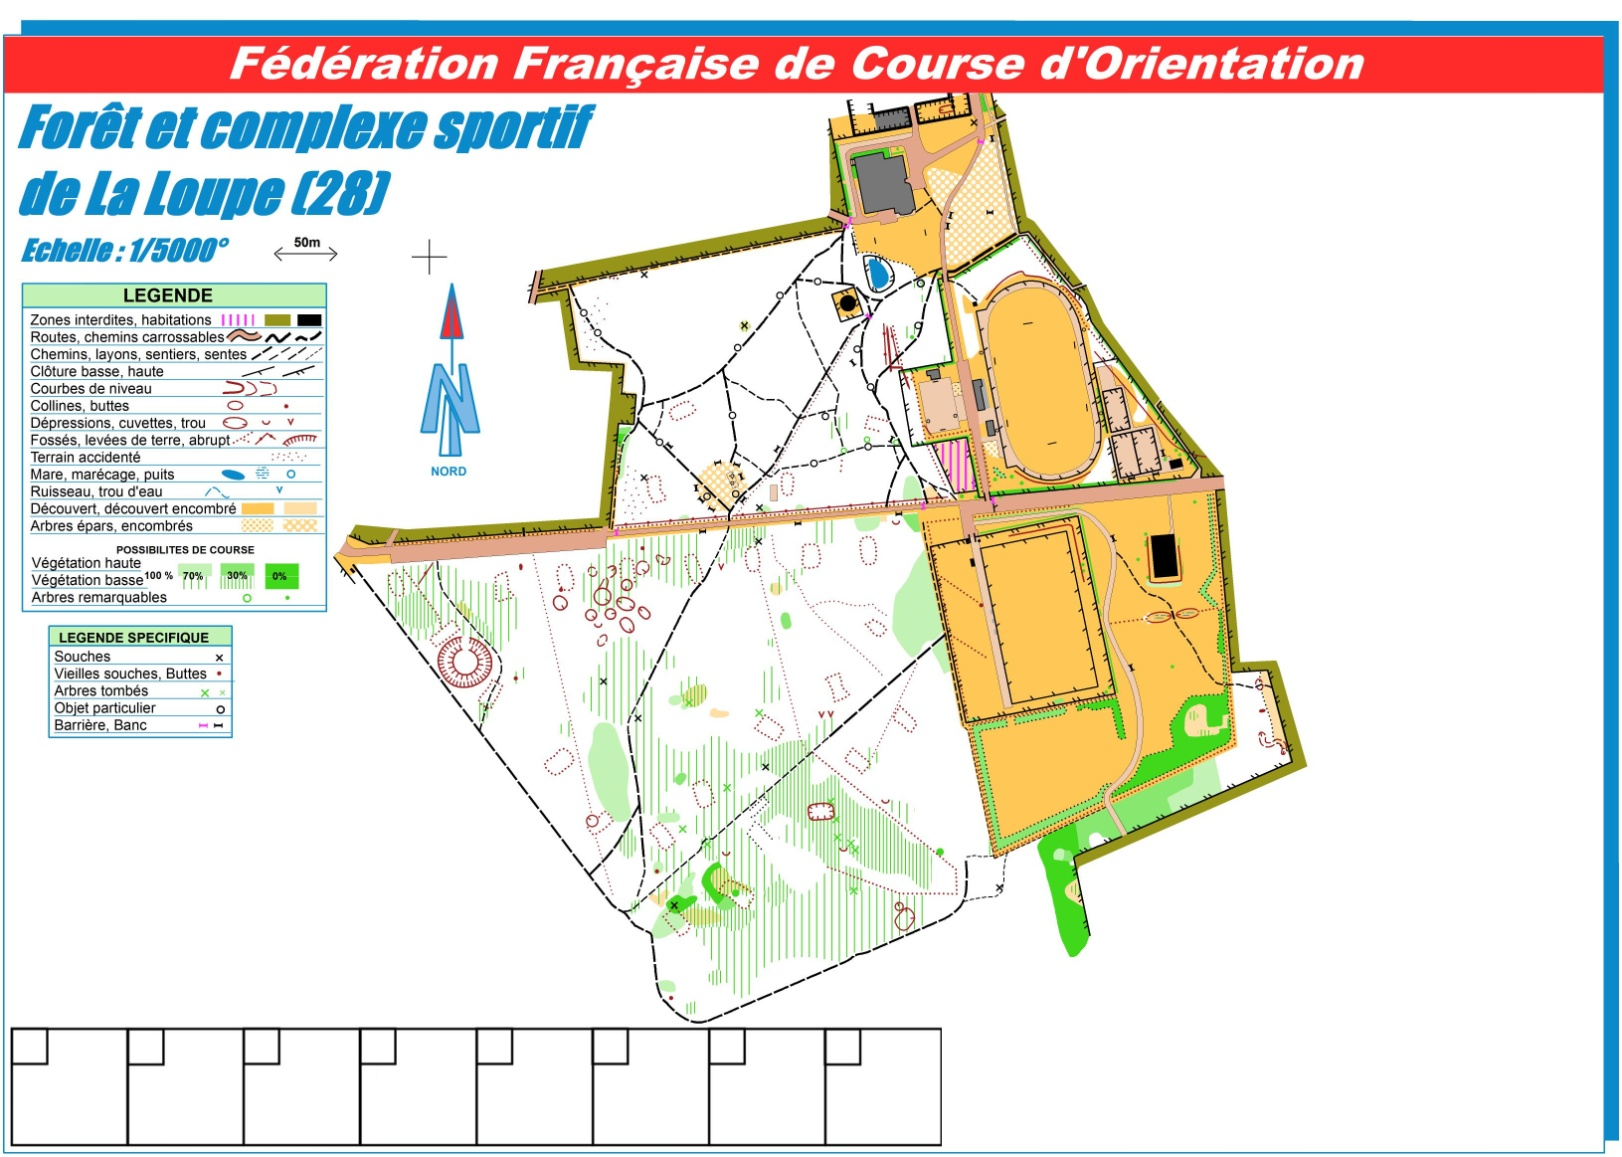 Fédération Française de Course d'Orientation
Forêt et complexe sportif
de La Loupe (28)
Echelle : 1/5000°
50m
NORD
LEGENDE
Zones interdites, habitations
Routes, chemins carrossables
Chemins, layons, sentiers, sentes
Clôture basse, haute
Courbes de niveau
Collines, buttes
Dépressions, cuvettes, trou
Fossés, levées de terre, abrupt
Terrain accidenté
Mare, marécage, puits
Ruisseau, trou d'eau
Découvert, découvert encombré
Arbres épars, encombrés
POSSIBILITES DE COURSE
Végétation haute
Végétation basse 100 % 70% 30% 0%
Arbres remarquables
LEGENDE SPECIFIQUE
Souches
Vieilles souches, Buttes
Arbres tombés
Objet particulier
Barrière, Banc